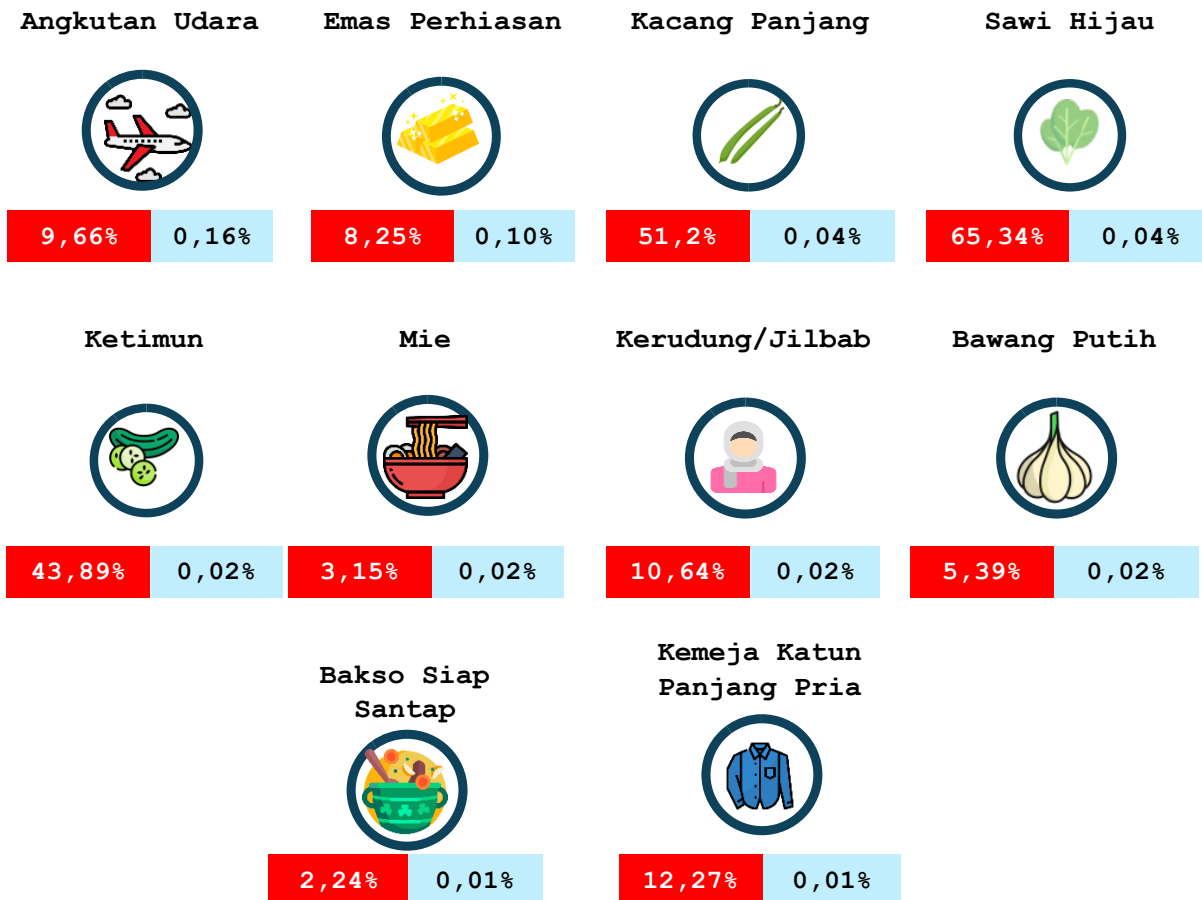 Angkutan Udara
Emas Perhiasan
Kacang Panjang
Sawi Hijau
9,66% 0,16%
8,25% 0,10%
51,2% 0,04%
65,34% 0,04%
Ketimun
Mie
Kerudung/Jilbab
Bawang Putih
43,89% 0,02%
3,15% 0,02%
10,64% 0,02%
5,39% 0,02%
Bakso Siap
Santap
Kemeja Katun
Panjang Pria
2,24% 0,01%
12,27% 0,01%